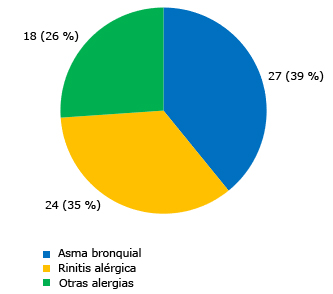 18 (26 %)
27 (39 %)
24 (35 %)
Asma bronquial
Rinitis alérgica
Otras alergias